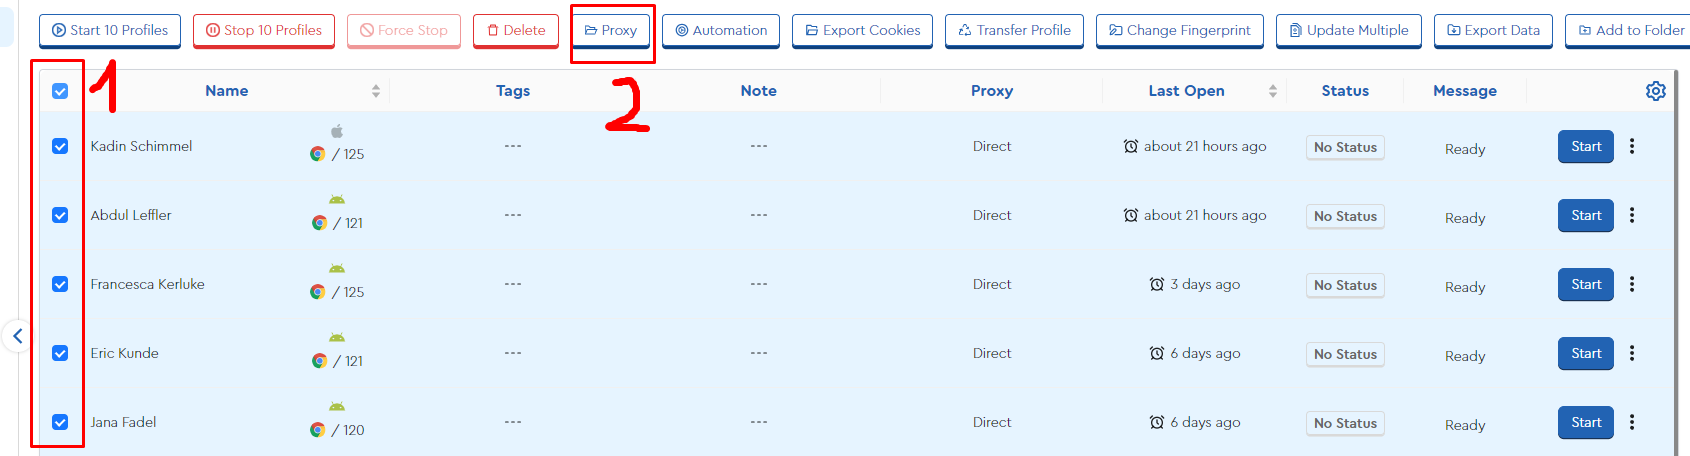 Start 10 Profiles Stop 10 Profiles Force Stop Delete Proxy Automation Export Cookies Transfer Profile Change Fingerprint Update Multiple Export Data Add to Folder
1
Name Tags Note Proxy Last Open Status Message
2
Kadin Schimmel / 125 --- --- Direct about 21 hours ago No Status Ready Start
Abdul Leffler / 121 --- --- Direct about 21 hours ago No Status Ready Start
Francesca Kerluke / 125 --- --- Direct 3 days ago No Status Ready Start
Eric Kunde / 121 --- --- Direct 6 days ago No Status Ready Start
Jana Fadel / 120 --- --- Direct 6 days ago No Status Ready Start